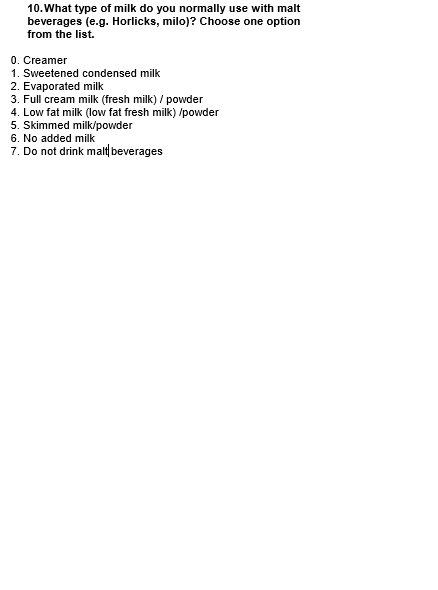 10. What type of milk do you normally use with malt
beverages (e.g. Horlicks, milo)? Choose one option
from the list.
0. Creamer
1. Sweetened condensed milk
2. Evaporated milk
3. Full cream milk (fresh milk) / powder
4. Low fat milk (low fat fresh milk) /powder
5. Skimmed milk/powder
6. No added milk
7. Do not drink malt beverages